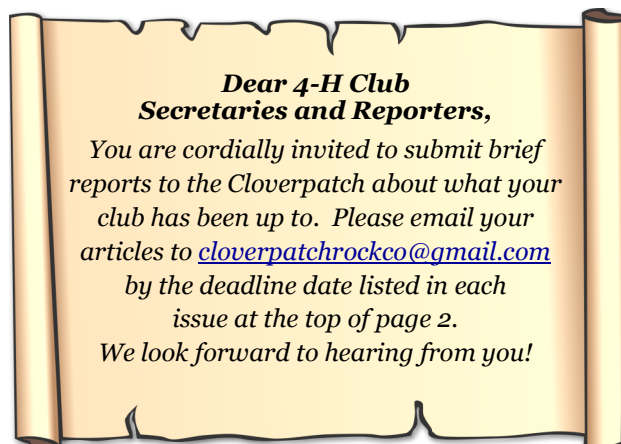 Dear 4-H Club
Secretaries and Reporters,
You are cordially invited to submit brief
reports to the Cloverpatch about what your
club has been up to.  Please email your
articles to cloverpatchrockco@gmail.com
by the deadline date listed in each
issue at the top of page 2.
We look forward to hearing from you!